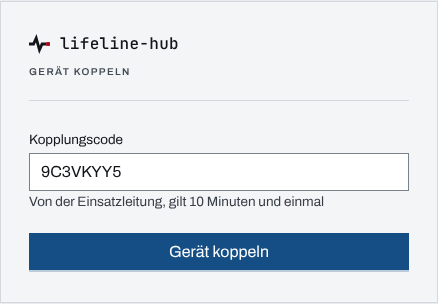 lifeline-hub
GERÄT KOPPELN
Kopplungscode
9C3VKYY5
Von der Einsatzleitung, gilt 10 Minuten und einmal
Gerät koppeln